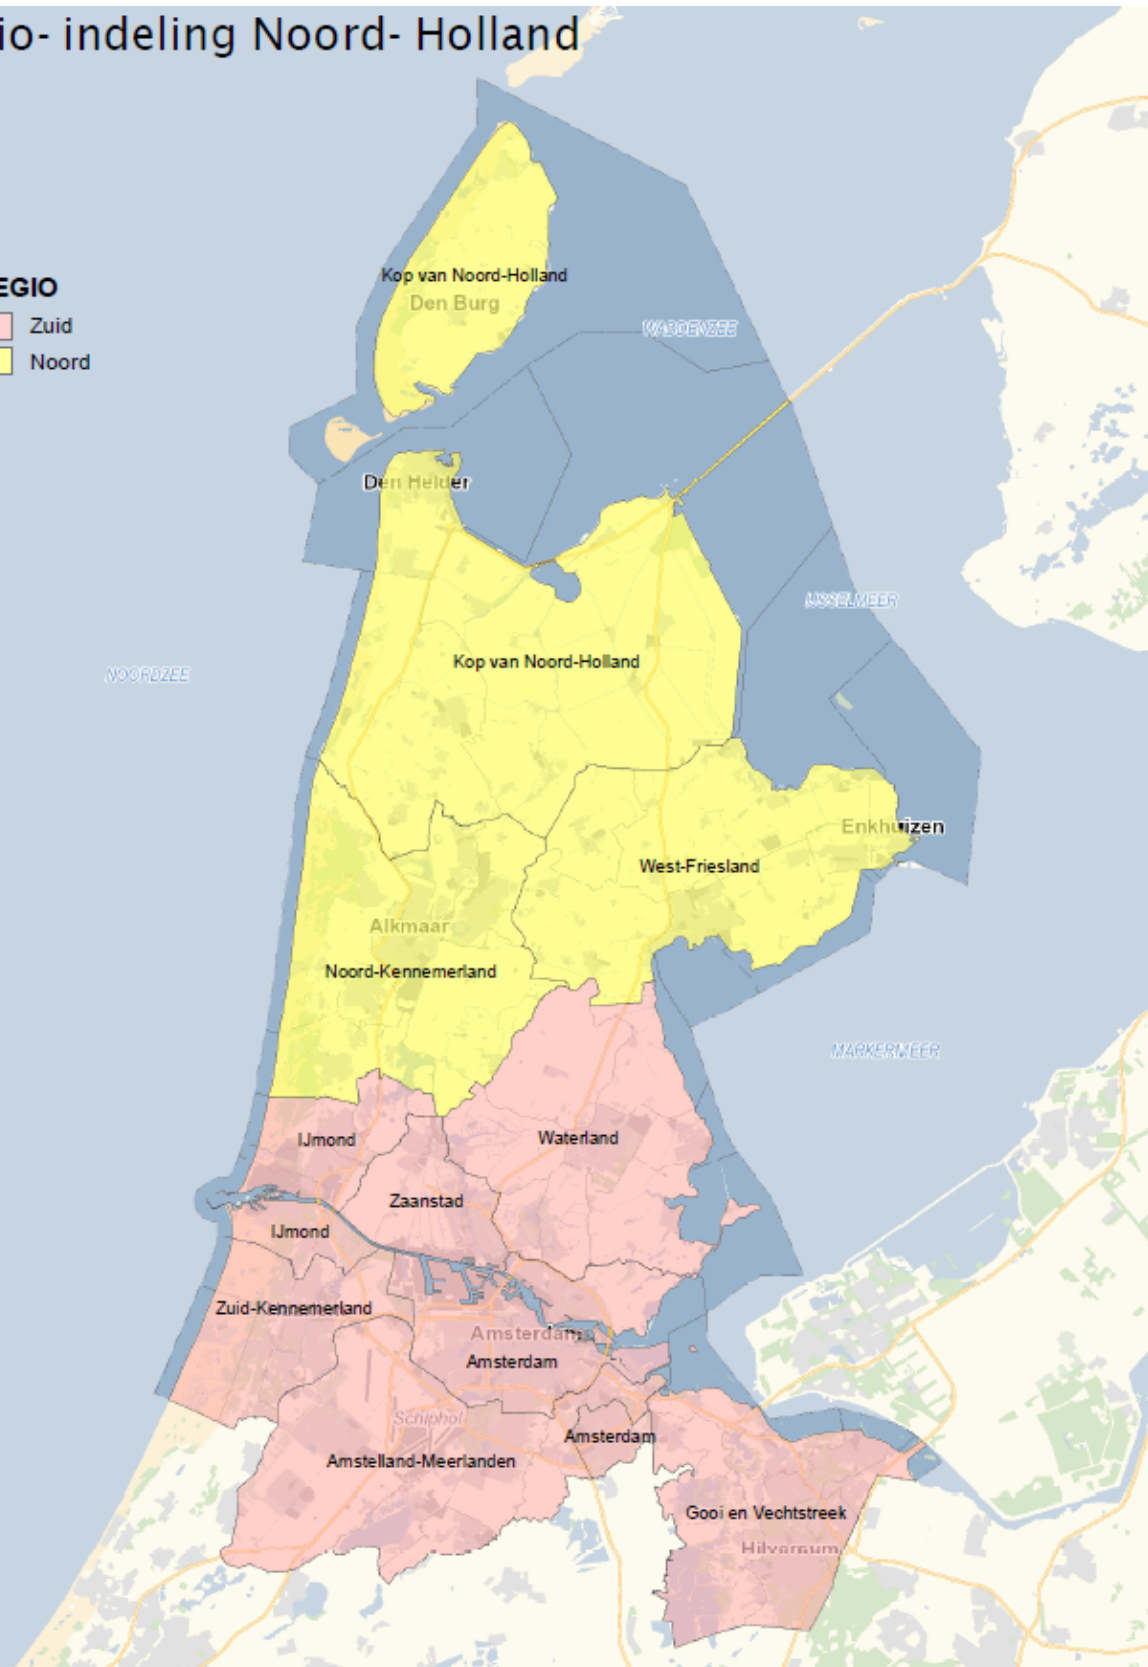 io- indeling Noord- Holland
EGIO
Zuid
Noord
Kop van Noord-Holland
Den Burg
WADDENZEE
Den Helder
IJSSELMEER
NOORDZEE
Kop van Noord-Holland
Enkhuizen
West-Friesland
Alkmaar
Noord-Kennemerland
MARKERMEER
IJmond
Waterland
Zaanstad
IJmond
Zuid-Kennemerland
Amsterdam
Amsterdam
Schiphol
Amsterdam
Amstelland-Meerlanden
Gooi en Vechtstreek
Hilversum